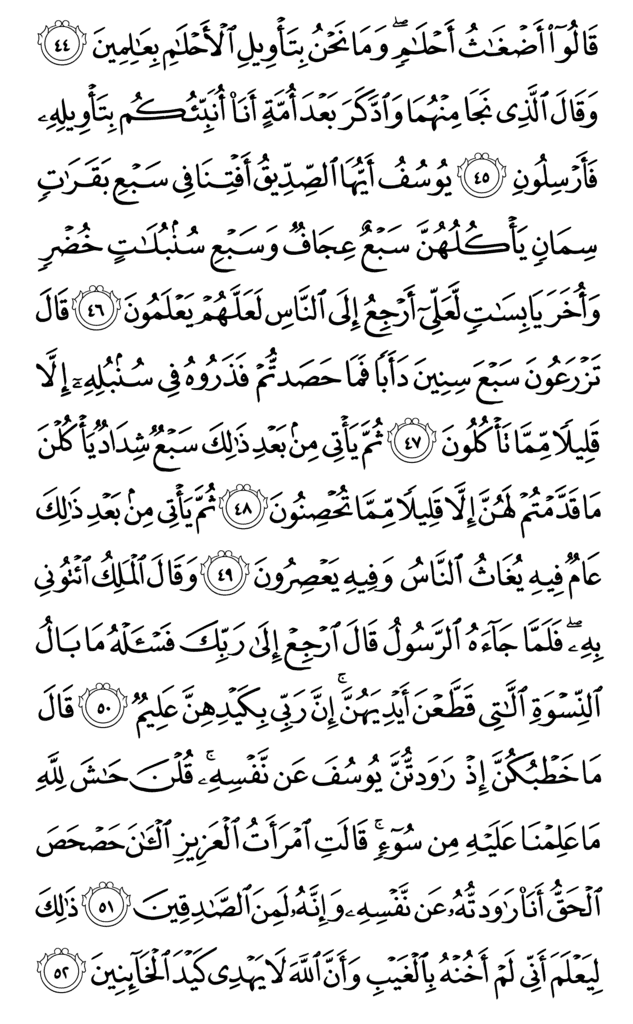 قَالُوٓا۟ أَضْغَـٰثُ أَحْلَـٰمٍۢ ۖ وَمَا نَحْنُ بِتَأْوِيلِ ٱلْأَحْلَـٰمِ بِعَـٰلِمِينَ ٤٤
وَقَالَ ٱلَّذِى نَجَا مِنْهُمَا وَٱدَّكَرَ بَعْدَ أُمَّةٍ أَنَا۠ أُنَبِّئُكُم بِتَأْوِيلِهِۦ
فَأَرْسِلُونِ ٤٥ يُوسُفُ أَيُّهَا ٱلصِّدِّيقُ أَفْتِنَا فِى سَبْعِ بَقَرَٰتٍۢ
سِمَانٍۢ يَأْكُلُهُنَّ سَبْعٌ عِجَافٌۭ وَسَبْعِ سُنۢبُلَـٰتٍ خُضْرٍۢ
وَأُخَرَ يَابِسَـٰتٍۢ لَّعَلِّىٓ أَرْجِعُ إِلَى ٱلنَّاسِ لَعَلَّهُمْ يَعْلَمُونَ ٤٦ قَالَ
تَزْرَعُونَ سَبْعَ سِنِينَ دَأَبًۭا فَمَا حَصَدتُّمْ فَذَرُوهُ فِى سُنۢبُلِهِۦٓ إِلَّا
قَلِيلًۭا مِّمَّا تَأْكُلُونَ ٤٧ ثُمَّ يَأْتِى مِنۢ بَعْدِ ذَٰلِكَ سَبْعٌۭ شِدَادٌۭ يَأْكُلْنَ
مَا قَدَّمْتُمْ لَهُنَّ إِلَّا قَلِيلًۭا مِّمَّا تُحْصِنُونَ ٤٨ ثُمَّ يَأْتِى مِنۢ بَعْدِ ذَٰلِكَ
عَامٌۭ فِيهِ يُغَاثُ ٱلنَّاسُ وَفِيهِ يَعْصِرُونَ ٤٩ وَقَالَ ٱلْمَلِكُ ٱئْتُونِى
بِهِۦ ۖ فَلَمَّا جَآءَهُ ٱلرَّسُولُ قَالَ ٱرْجِعْ إِلَىٰ رَبِّكَ فَسْـَٔلْهُ مَا بَالُ
ٱلنِّسْوَةِ ٱلَّـٰتِى قَطَّعْنَ أَيْدِيَهُنَّ ۚ إِنَّ رَبِّى بِكَيْدِهِنَّ عَلِيمٌۭ ٥٠ قَالَ
مَا خَطْبُكُنَّ إِذْ رَٰوَدتُّنَّ يُوسُفَ عَن نَّفْسِهِۦ ۚ قُلْنَ حَـٰشَ لِلَّهِ
مَا عَلِمْنَا عَلَيْهِ مِن سُوٓءٍۢ ۚ قَالَتِ ٱمْرَأَتُ ٱلْعَزِيزِ ٱلْـَٔـٰنَ حَصْحَصَ
ٱلْحَقُّ أَنَا۠ رَٰوَدتُّهُۥ عَن نَّفْسِهِۦ وَإِنَّهُۥ لَمِنَ ٱلصَّـٰدِقِينَ ٥١ ذَٰلِكَ
لِيَعْلَمَ أَنِّى لَمْ أَخُنْهُ بِٱلْغَيْبِ وَأَنَّ ٱللَّهَ لَا يَهْدِى كَيْدَ ٱلْخَآئِنِينَ ٥٢